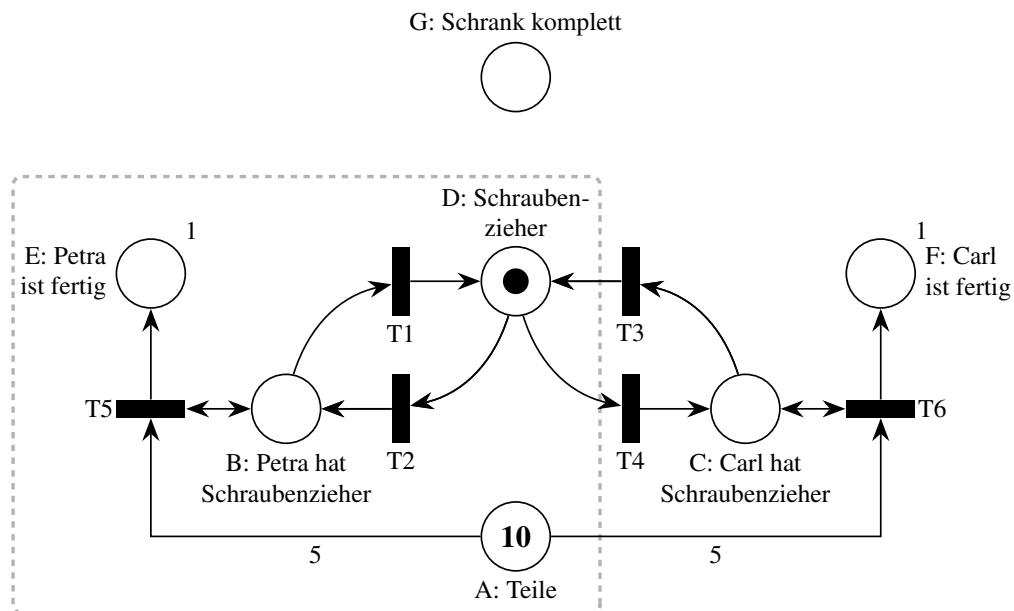 G: Schrank komplett
D: Schrauben-
zieher
1
E: Petra
ist fertig
1
F: Carl
ist fertig
T1
T3
T5
T2
T4
T6
B: Petra hat
Schraubenzieher
C: Carl hat
Schraubenzieher
10
5
5
A: Teile